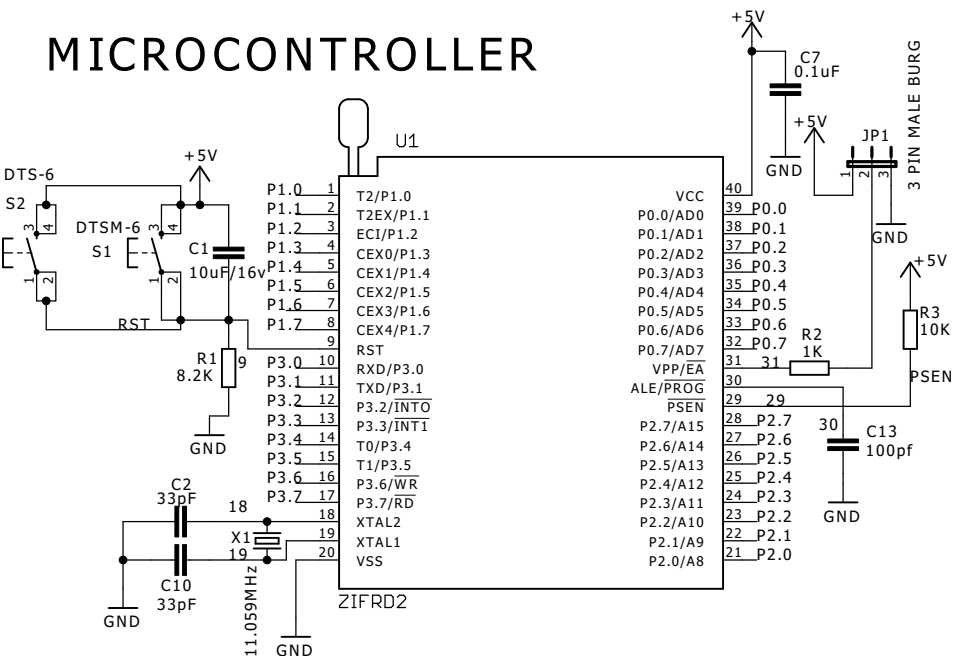 MICROCONTROLLER
+5V
C7
0.1uF
GND
+5V
JP1
1
2
3
3 PIN MALE BURG
GND
U1
DTS-6
S2
3
4
1
2
+5V
DTSM-6
S1
3
4
1
2
C1
10uF/16v
RST
R1
8.2K
9
GND
P1.0 1 T2/P1.0
P1.1 2 T2EX/P1.1
P1.2 3 ECI/P1.2
P1.3 4 CEX0/P1.3
P1.4 5 CEX1/P1.4
P1.5 6 CEX2/P1.5
P1.6 7 CEX3/P1.6
P1.7 8 CEX4/P1.7
9 RST
P3.0 10 RXD/P3.0
P3.1 11 TXD/P3.1
P3.2 12 P3.2/INTO
P3.3 13 P3.3/INT1
P3.4 14 T0/P3.4
P3.5 15 T1/P3.5
P3.6 16 P3.6/WR
P3.7 17 P3.7/RD
18 18 XTAL2
19 19 XTAL1
20 VSS
VCC 40
P0.0/AD0 39 P0.0
P0.1/AD1 38 P0.1
P0.2/AD2 37 P0.2
P0.3/AD3 36 P0.3
P0.4/AD4 35 P0.4
P0.5/AD5 34 P0.5
P0.6/AD6 33 P0.6
P0.7/AD7 32 P0.7
VPP/EA 31 31
ALE/PROG 30
PSEN 29 29
P2.7/A15 28 P2.7
P2.6/A14 27 P2.6
P2.5/A13 26 P2.5
P2.4/A12 25 P2.4
P2.3/A11 24 P2.3
P2.2/A10 23 P2.2
P2.1/A9 22 P2.1
P2.0/A8 21 P2.0
R2
1K
+5V
R3
10K
PSEN
30
C13
100pf
GND
C2
33pF
X1
11.059MHz
C10
33pF
GND
GND
ZIFRD2